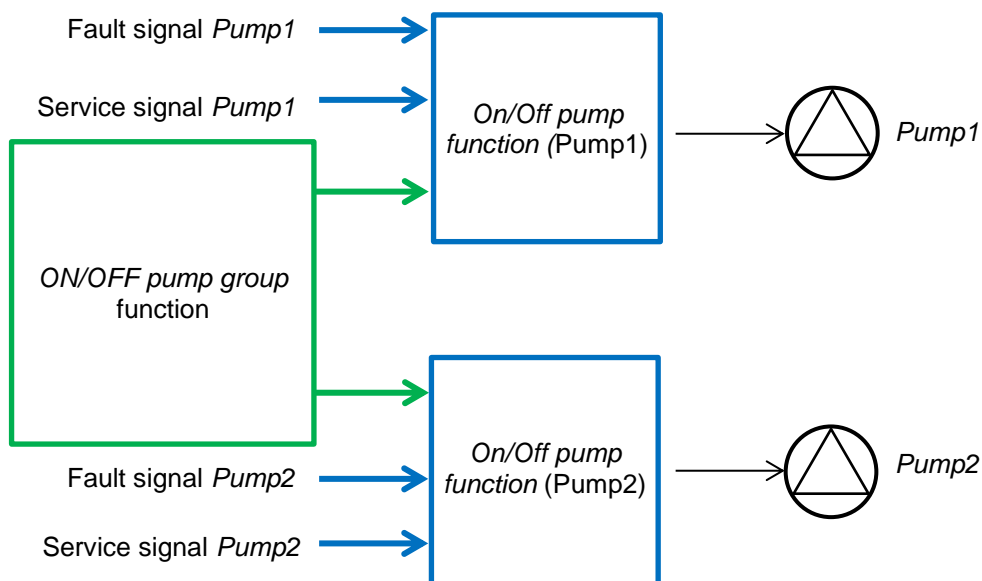 Fault signal Pump1
Service signal Pump1
On/Off pump
function (Pump1)
Pump1
ON/OFF pump group
function
On/Off pump
function (Pump2)
Pump2
Fault signal Pump2
Service signal Pump2